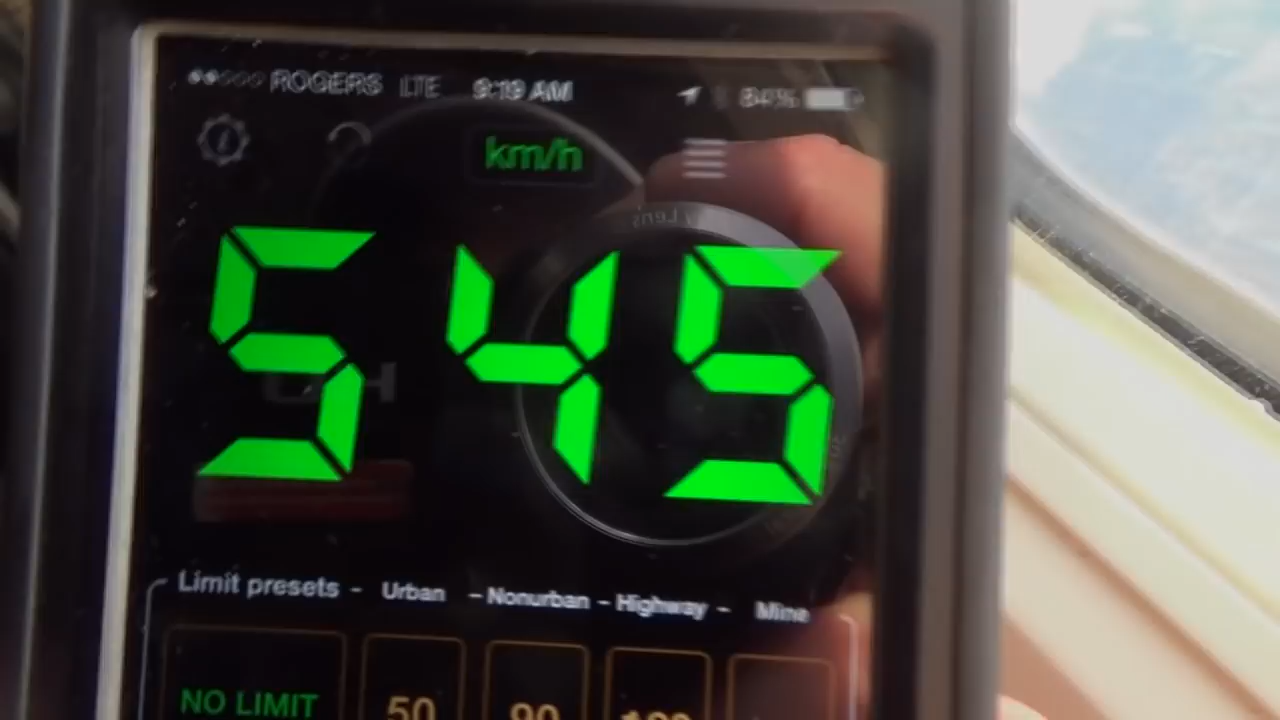 ROGERS LTE 9:19 AM 84%
km/h
545
Limit presets - Urban - Nonurban - Highway - Mine
NO LIMIT 50 90